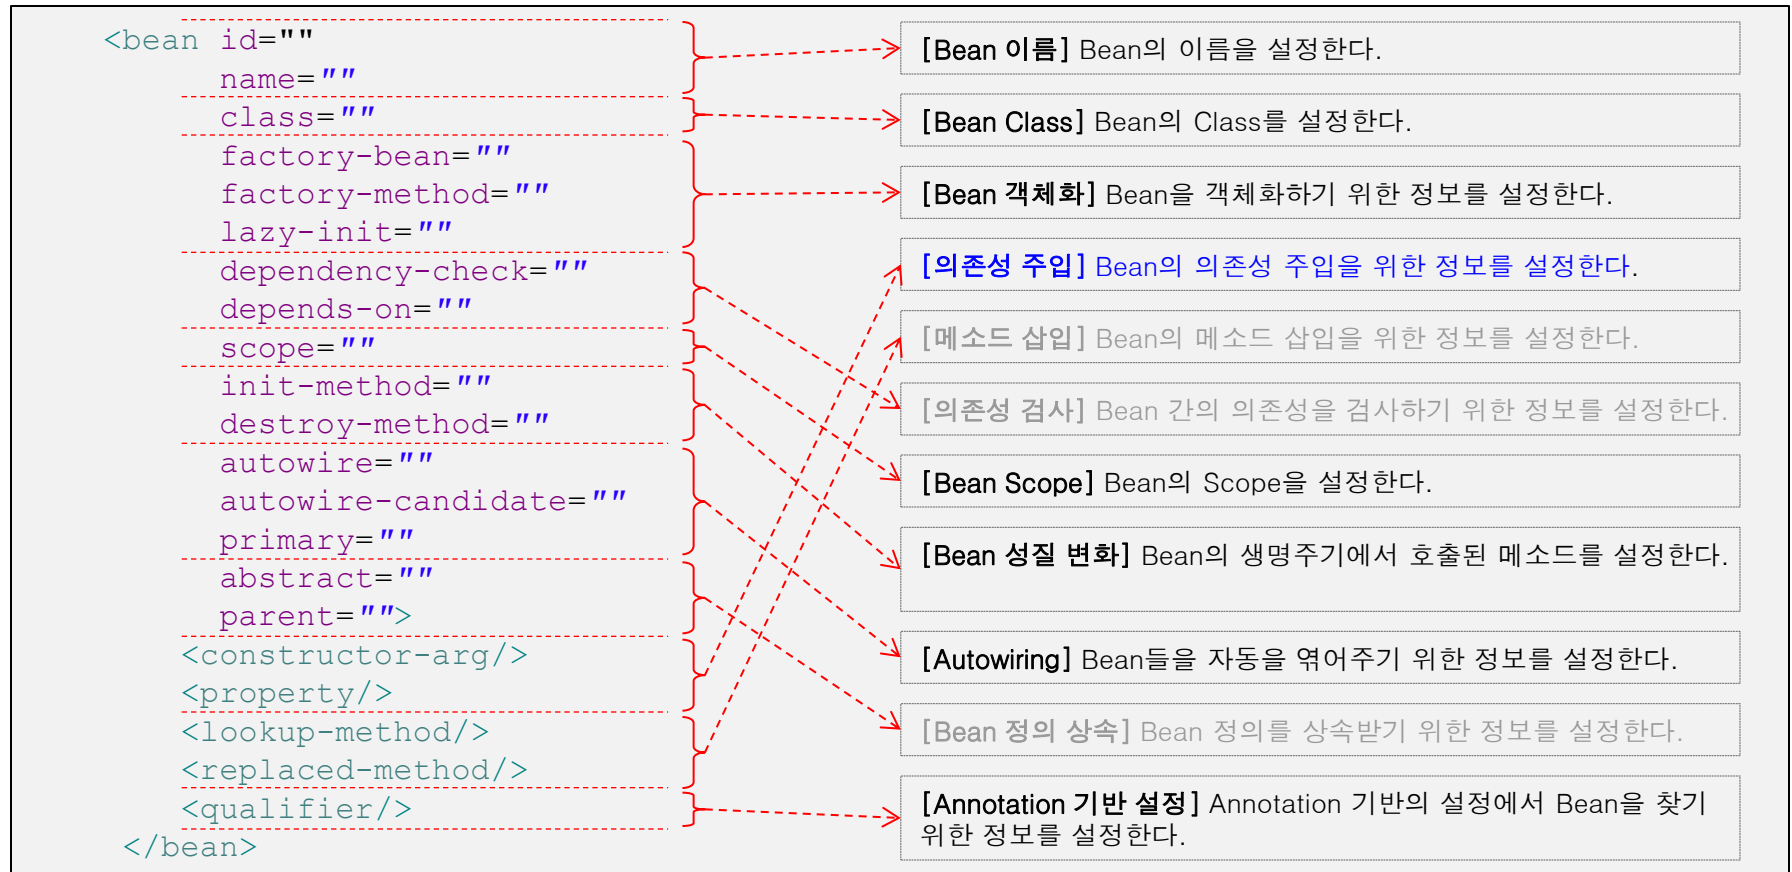 <bean id=""
name=""
class=""
factory-bean=""
factory-method=""
lazy-init=""
dependency-check=""
depends-on=""
scope=""
init-method=""
destroy-method=""
autowire=""
autowire-candidate=""
primary=""
abstract=""
parent="">
<constructor-arg/>
<property/>
<lookup-method/>
<replaced-method/>
<qualifier/>
</bean>
[Bean 이름] Bean의 이름을 설정한다.
[Bean Class] Bean의 Class를 설정한다.
[Bean 객체화] Bean을 객체화하기 위한 정보를 설정한다.
[의존성 주입] Bean의 의존성 주입을 위한 정보를 설정한다.
[메소드 삽입] Bean의 메소드 삽입을 위한 정보를 설정한다.
[의존성 검사] Bean 간의 의존성을 검사하기 위한 정보를 설정한다.
[Bean Scope] Bean의 Scope을 설정한다.
[Bean 성질 변화] Bean의 생명주기에서 호출된 메소드를 설정한다.
[Autowiring] Bean들을 자동을 엮어주기 위한 정보를 설정한다.
[Bean 정의 상속] Bean 정의를 상속받기 위한 정보를 설정한다.
[Annotation 기반 설정] Annotation 기반의 설정에서 Bean을 찾기
위한 정보를 설정한다.